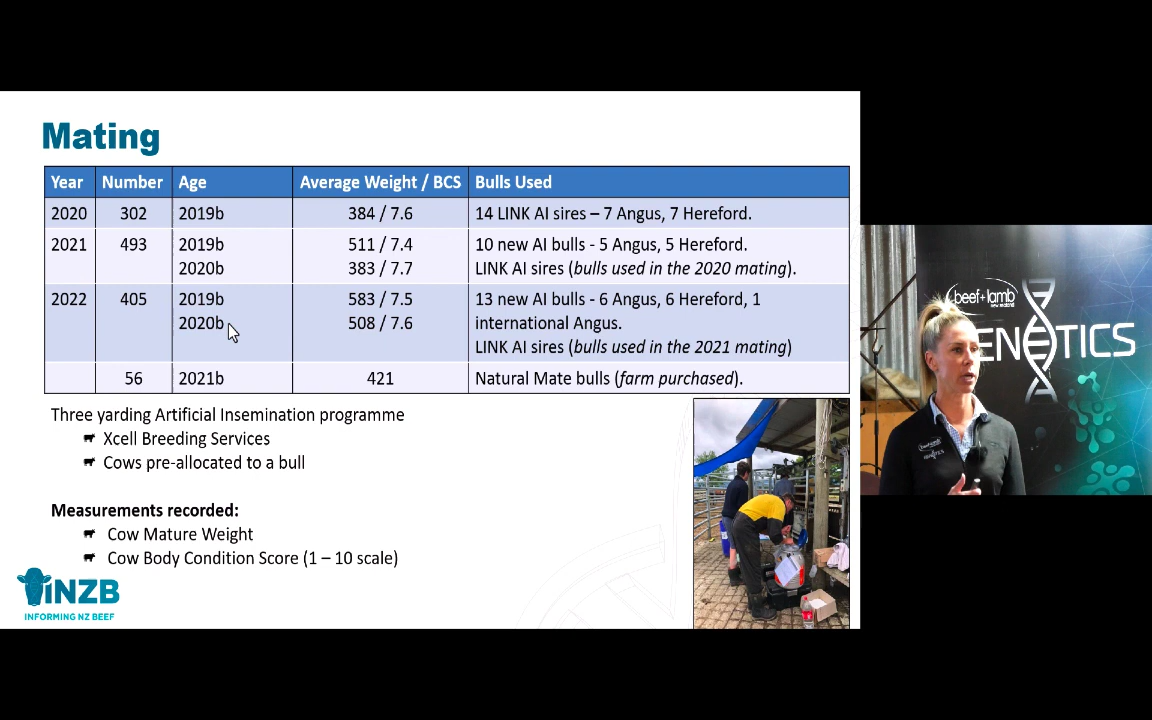 Mating
Year Number Age Average Weight / BCS Bulls Used
2020 302 2019b 384 / 7.6 14 LINK AI sires – 7 Angus, 7 Hereford.
2021 493 2019b 511 / 7.4 10 new AI bulls - 5 Angus, 5 Hereford.
2020b 383 / 7.7 LINK AI sires (bulls used in the 2020 mating).
2022 405 2019b 583 / 7.5 13 new AI bulls - 6 Angus, 6 Hereford, 1
2020b 508 / 7.6 international Angus.
LINK AI sires (bulls used in the 2021 mating)
56 2021b 421 Natural Mate bulls (farm purchased).
Three yarding Artificial Insemination programme
Xcell Breeding Services
Cows pre-allocated to a bull
Measurements recorded:
Cow Mature Weight
Cow Body Condition Score (1 – 10 scale)
iNZB
INFORMING NZ BEEF
beef+lamb
new zealand
ENETICS
beef+lamb
GENETICS